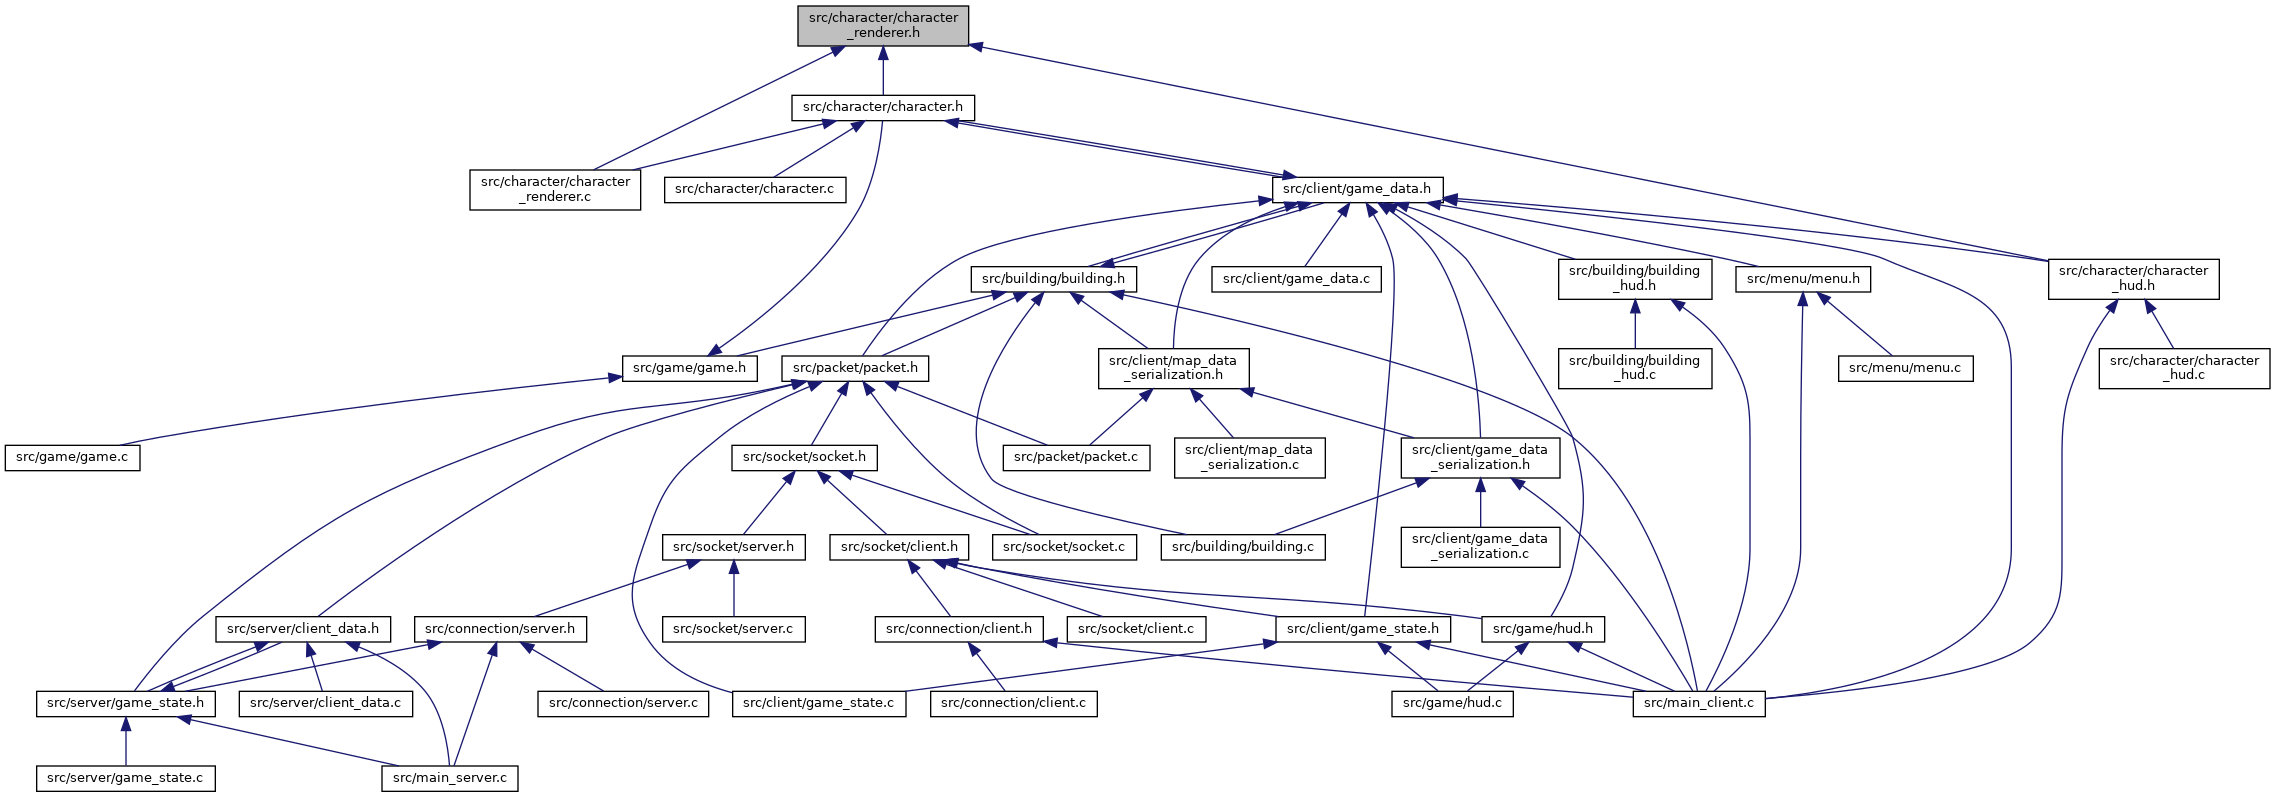 src/character/character
_renderer.h
src/character/character.h
src/character/character
_renderer.c
src/character/character.c
src/client/game_data.h
src/building/building.h
src/client/game_data.c
src/building/building
_hud.h
src/menu/menu.h
src/character/character
_hud.h
src/game/game.h
src/packet/packet.h
src/client/map_data
_serialization.h
src/building/building
_hud.c
src/menu/menu.c
src/character/character
_hud.c
src/game/game.c
src/socket/socket.h
src/packet/packet.c
src/client/map_data
_serialization.c
src/client/game_data
_serialization.h
src/socket/server.h
src/socket/client.h
src/socket/socket.c
src/building/building.c
src/client/game_data
_serialization.c
src/server/client_data.h
src/connection/server.h
src/socket/server.c
src/connection/client.h
src/socket/client.c
src/client/game_state.h
src/game/hud.h
src/server/game_state.h
src/server/client_data.c
src/connection/server.c
src/client/game_state.c
src/connection/client.c
src/game/hud.c
src/main_client.c
src/server/game_state.c
src/main_server.c